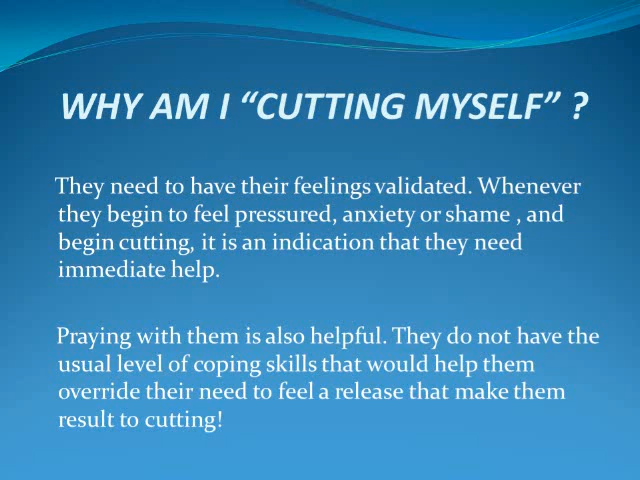 WHY AM I “CUTTING MYSELF” ?
They need to have their feelings validated. Whenever
they begin to feel pressured, anxiety or shame , and
begin cutting, it is an indication that they need
immediate help.
Praying with them is also helpful. They do not have the
usual level of coping skills that would help them
override their need to feel a release that make them
result to cutting!